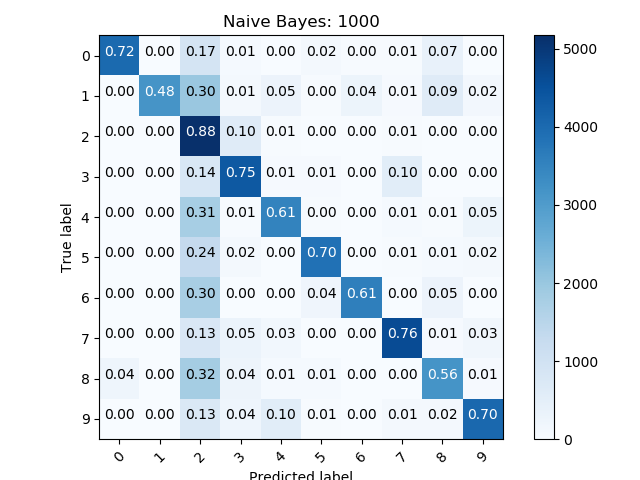 Naive Bayes: 1000
0 0.72 0.00 0.17 0.01 0.00 0.02 0.00 0.01 0.07 0.00
1 0.00 0.48 0.30 0.01 0.05 0.00 0.04 0.01 0.09 0.02
2 0.00 0.00 0.88 0.10 0.01 0.00 0.00 0.01 0.00 0.00
3 0.00 0.00 0.14 0.75 0.01 0.01 0.00 0.10 0.00 0.00
4 0.00 0.00 0.31 0.01 0.61 0.00 0.00 0.01 0.01 0.05
5 0.00 0.00 0.24 0.02 0.00 0.70 0.00 0.01 0.01 0.02
6 0.00 0.00 0.30 0.00 0.00 0.04 0.61 0.00 0.05 0.00
7 0.00 0.00 0.13 0.05 0.03 0.00 0.00 0.76 0.01 0.03
8 0.04 0.00 0.32 0.04 0.01 0.01 0.00 0.00 0.56 0.01
9 0.00 0.00 0.13 0.04 0.10 0.01 0.00 0.01 0.02 0.70
0 1 2 3 4 5 6 7 8 9
True label
Predicted label
5000
4000
3000
2000
1000
0